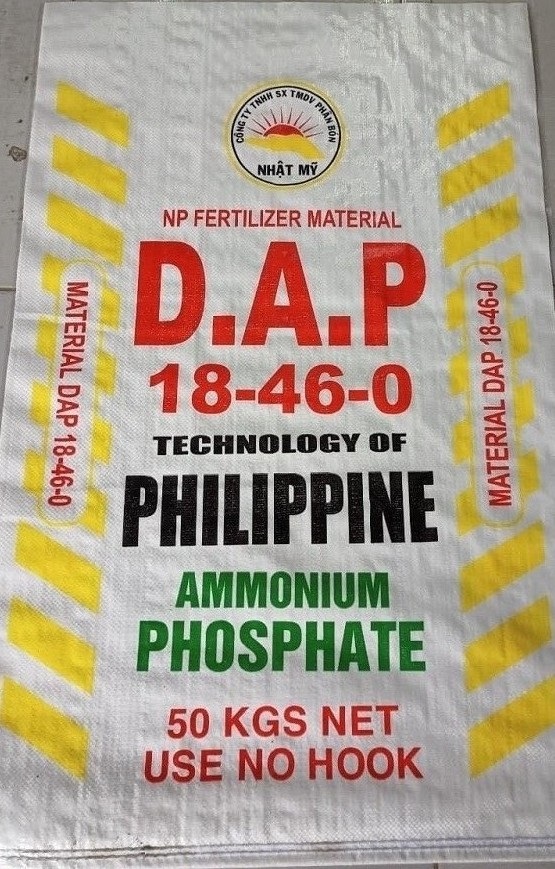 CÔNG TY TNHH SX TMDV PHÂN BÓN
NHẬT MỸ
NP FERTILIZER MATERIAL
D.A.P
18-46-0
TECHNOLOGY OF
PHILIPPINE
AMMONIUM
PHOSPHATE
50 KGS NET
USE NO HOOK
MATERIAL DAP 18-46-0
MATERIAL DAP 18-46-0